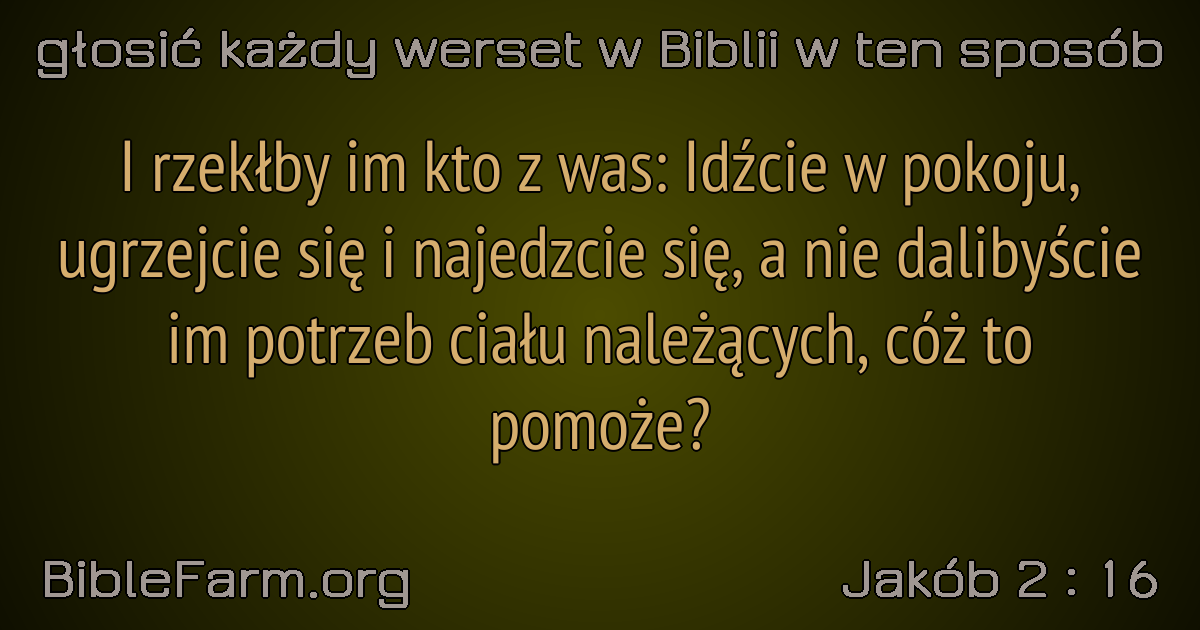 głosić każdy werset w Biblii w ten sposób
I rzekłby im kto z was: Idźcie w pokoju,
ugrzejcie się i najedzcie się, a nie dalibyście
im potrzeb ciału należących, cóż to
pomoże?
BibleFarm.org
Jakób 2 : 16